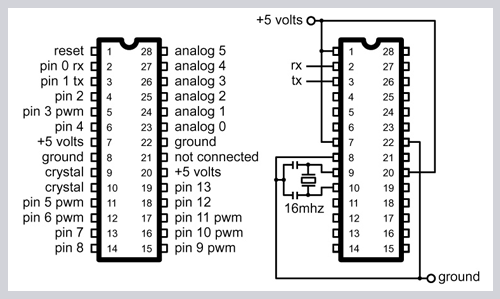 +5 volts
reset 1 28 analog 5 1 28
pin 0 rx 2 27 analog 4 rx 2 27
pin 1 tx 3 26 analog 3 tx 3 26
pin 2 4 25 analog 2 4 25
pin 3 pwm 5 24 analog 1 5 24
pin 4 6 23 analog 0 6 23
+5 volts 7 22 ground 7 22
ground 8 21 not connected 8 21
crystal 9 20 +5 volts 9 20
crystal 10 19 pin 13 10 19
pin 5 pwm 11 18 pin 12 16mhz 11 18
pin 6 pwm 12 17 pin 11 pwm 12 17
pin 7 13 16 pin 10 pwm 13 16
pin 8 14 15 pin 9 pwm 14 15
ground